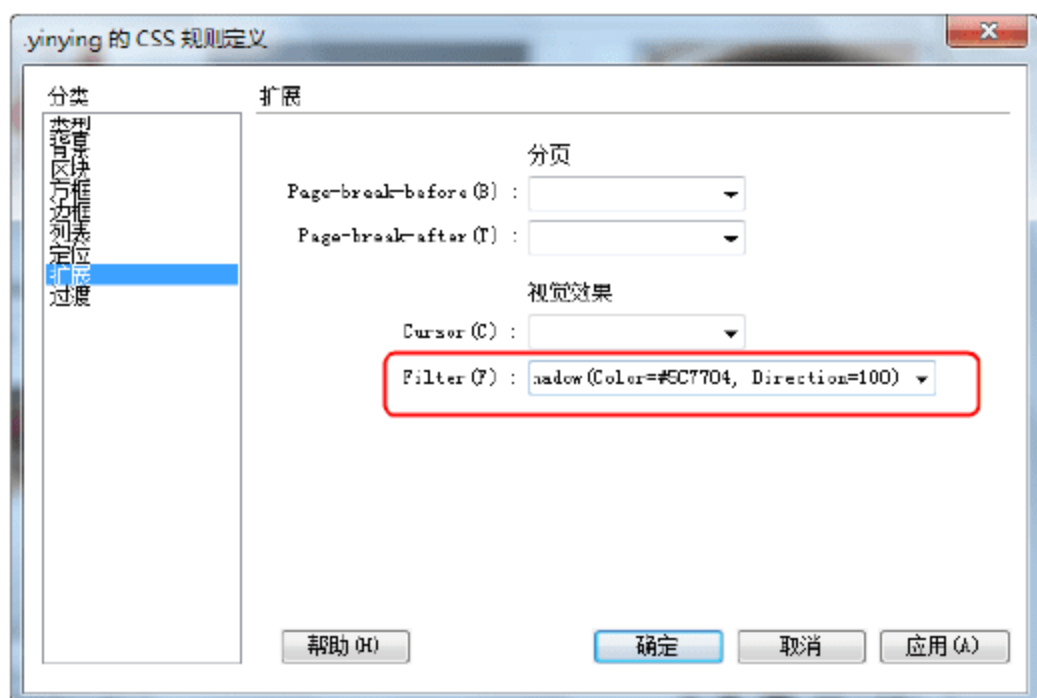 .yinying 的 CSS 规则定义
分类
类型
背景
区块
方框
边框
列表
定位
扩展
过渡
扩展
分页
Page-break-before(B) :
Page-break-after(T) :
视觉效果
Cursor(C) :
Filter(F) : hadow(Color=#5C7704, Direction=100)
帮助(H)
确定
取消
应用(A)